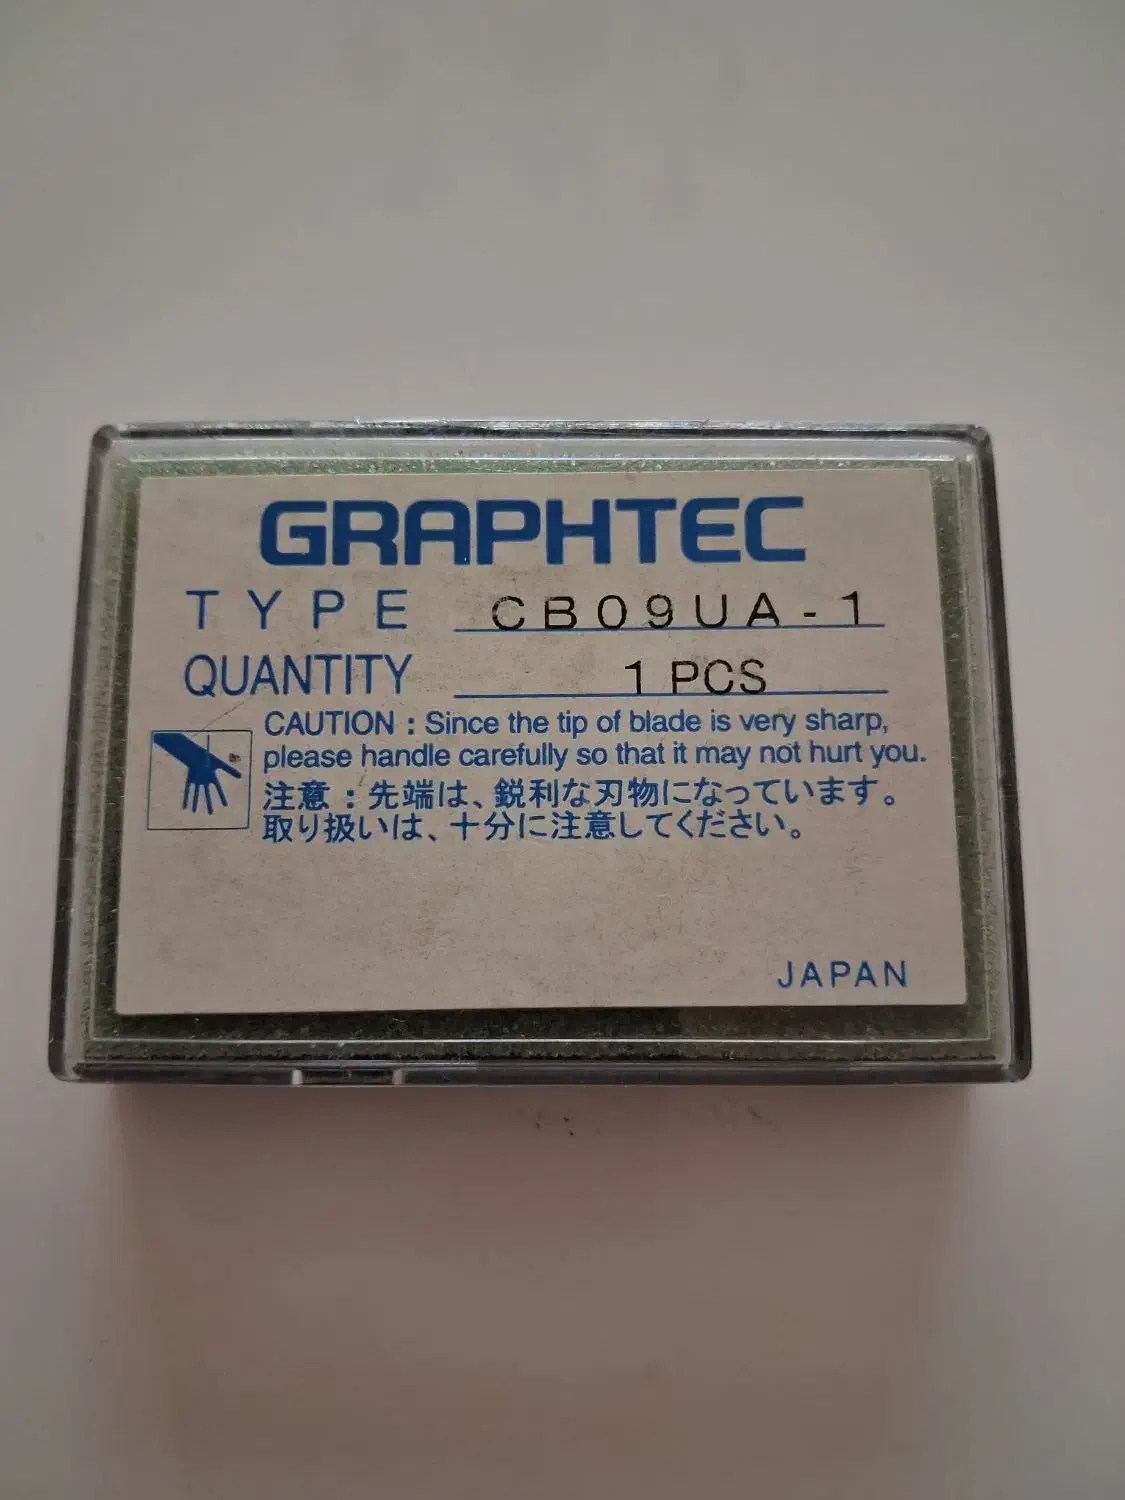 GRAPHTEC
TYPE CB09UA-1
QUANTITY 1 PCS
CAUTION : Since the tip of blade is very sharp,
please handle carefully so that it may not hurt you.
注意 : 先端は、鋭利な刃物になっています。
取り扱いは、十分に注意してください。
JAPAN